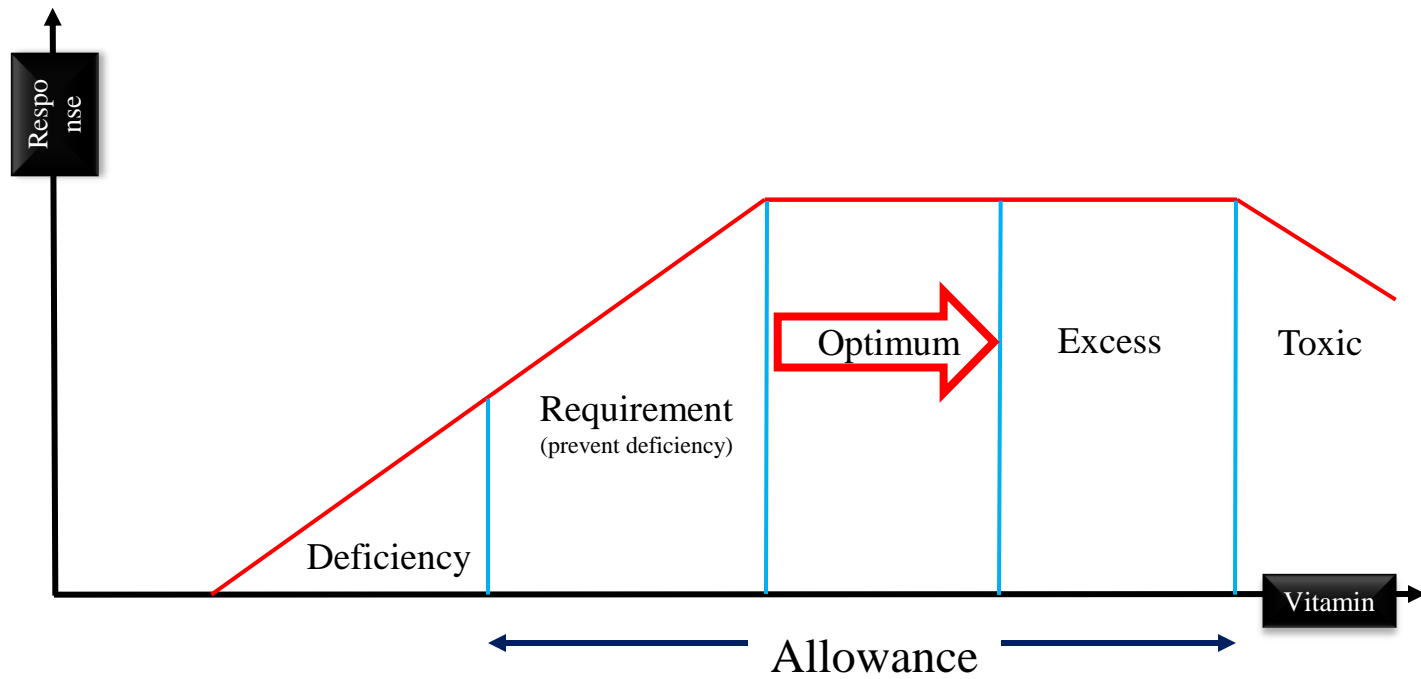 Respo
nse
Optimum
Excess
Toxic
Requirement
(prevent deficiency)
Deficiency
Vitamin
Allowance